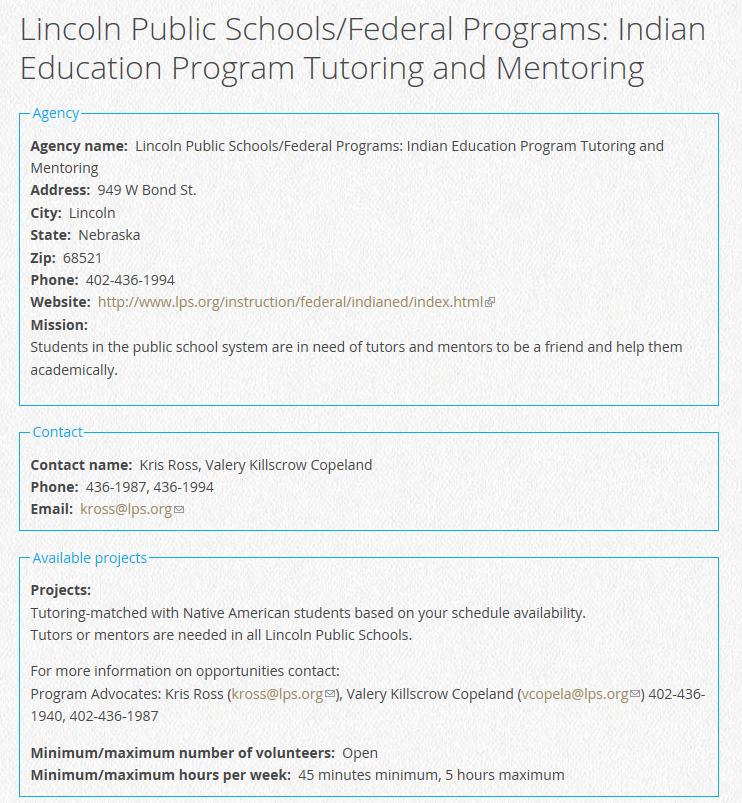 Lincoln Public Schools/Federal Programs: Indian
Education Program Tutoring and Mentoring
Agency
Agency name: Lincoln Public Schools/Federal Programs: Indian Education Program Tutoring and
Mentoring
Address: 949 W Bond St.
City: Lincoln
State: Nebraska
Zip: 68521
Phone: 402-436-1994
Website: http://www.lps.org/instruction/federal/indianed/index.html
Mission:
Students in the public school system are in need of tutors and mentors to be a friend and help them
academically.
Contact
Contact name: Kris Ross, Valery Killscrow Copeland
Phone: 436-1987, 436-1994
Email: kross@lps.org
Available projects
Projects:
Tutoring-matched with Native American students based on your schedule availability.
Tutors or mentors are needed in all Lincoln Public Schools.
For more information on opportunities contact:
Program Advocates: Kris Ross (kross@lps.org), Valery Killscrow Copeland (vcopela@lps.org) 402-436-
1940, 402-436-1987
Minimum/maximum number of volunteers: Open
Minimum/maximum hours per week: 45 minutes minimum, 5 hours maximum